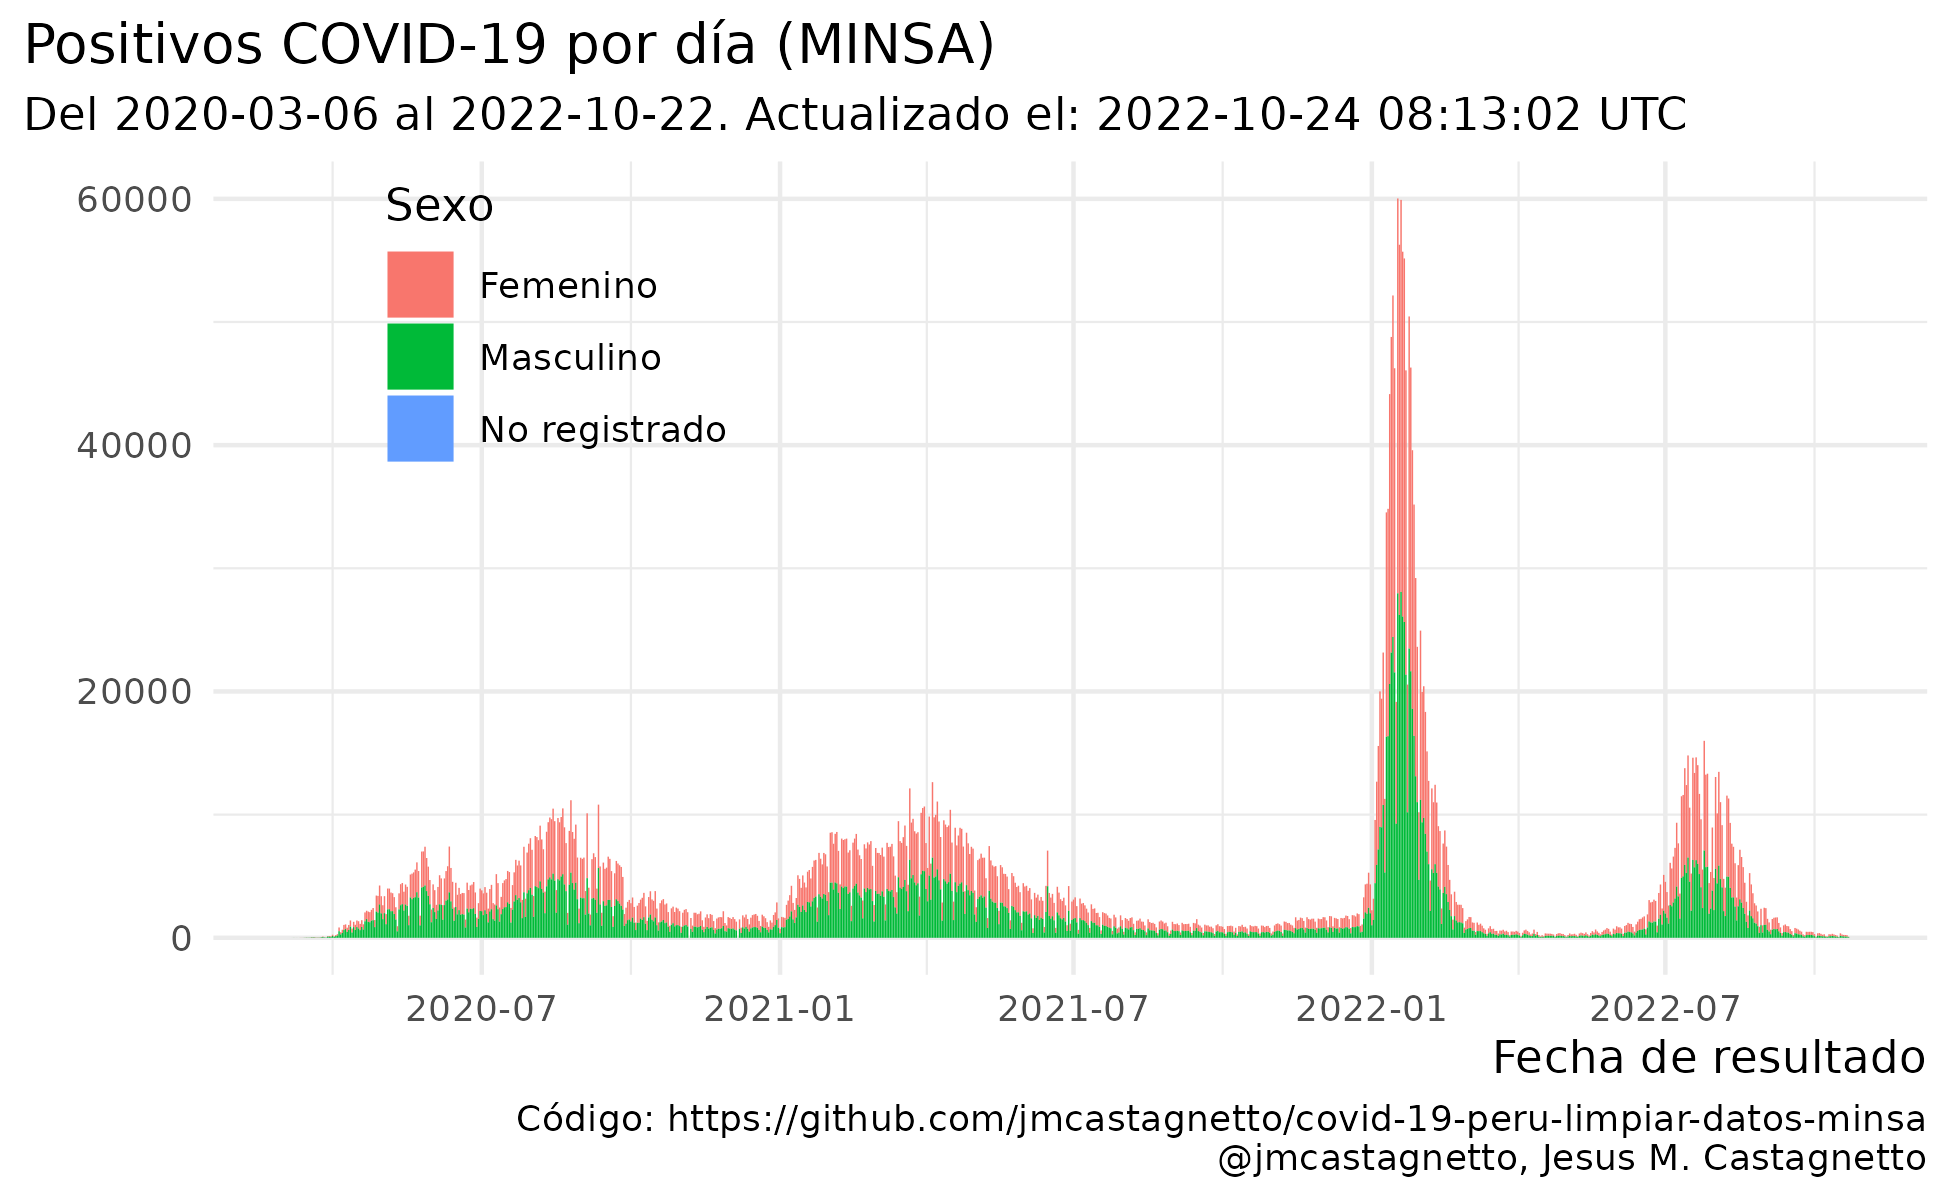 Positivos COVID-19 por día (MINSA)
Del 2020-03-06 al 2022-10-22. Actualizado el: 2022-10-24 08:13:02 UTC
60000
40000
20000
0
Sexo
Femenino
Masculino
No registrado
2020-07
2021-01
2021-07
2022-01
2022-07
Fecha de resultado
Código: https://github.com/jmcastagnetto/covid-19-peru-limpiar-datos-minsa
@jmcastagnetto, Jesus M. Castagnetto